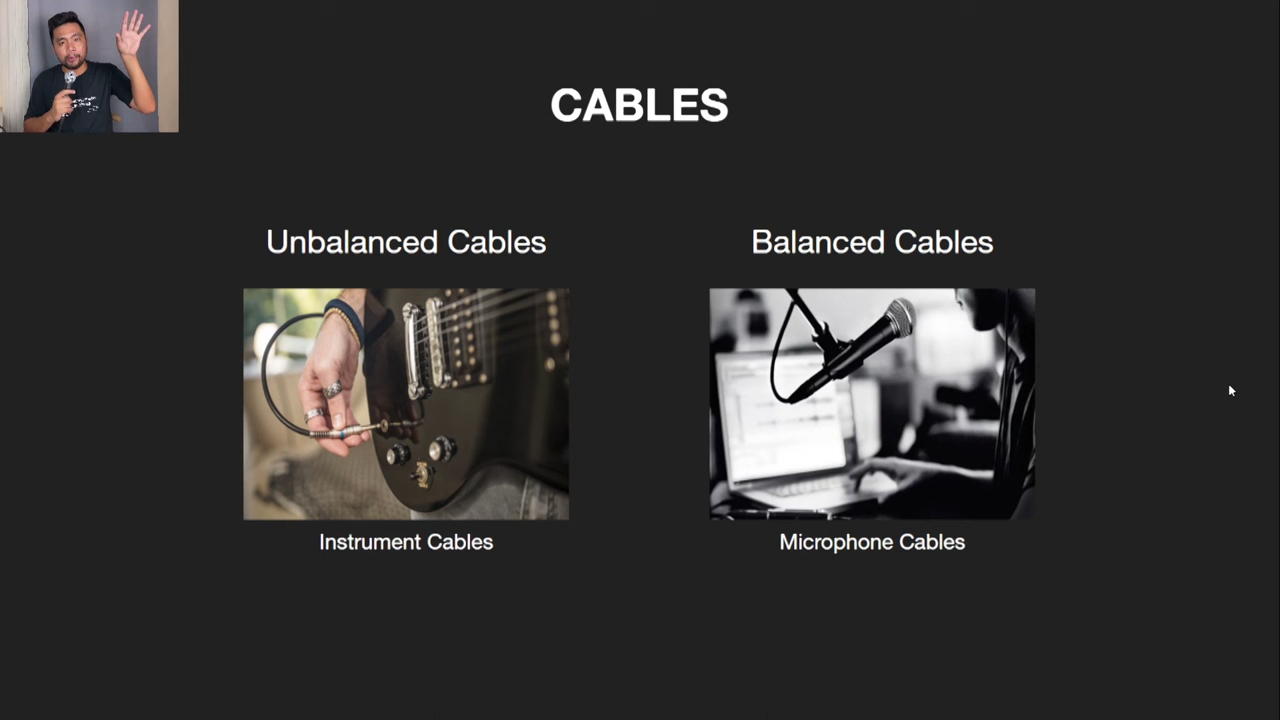 CABLES
Unbalanced Cables
Balanced Cables
Instrument Cables
Microphone Cables